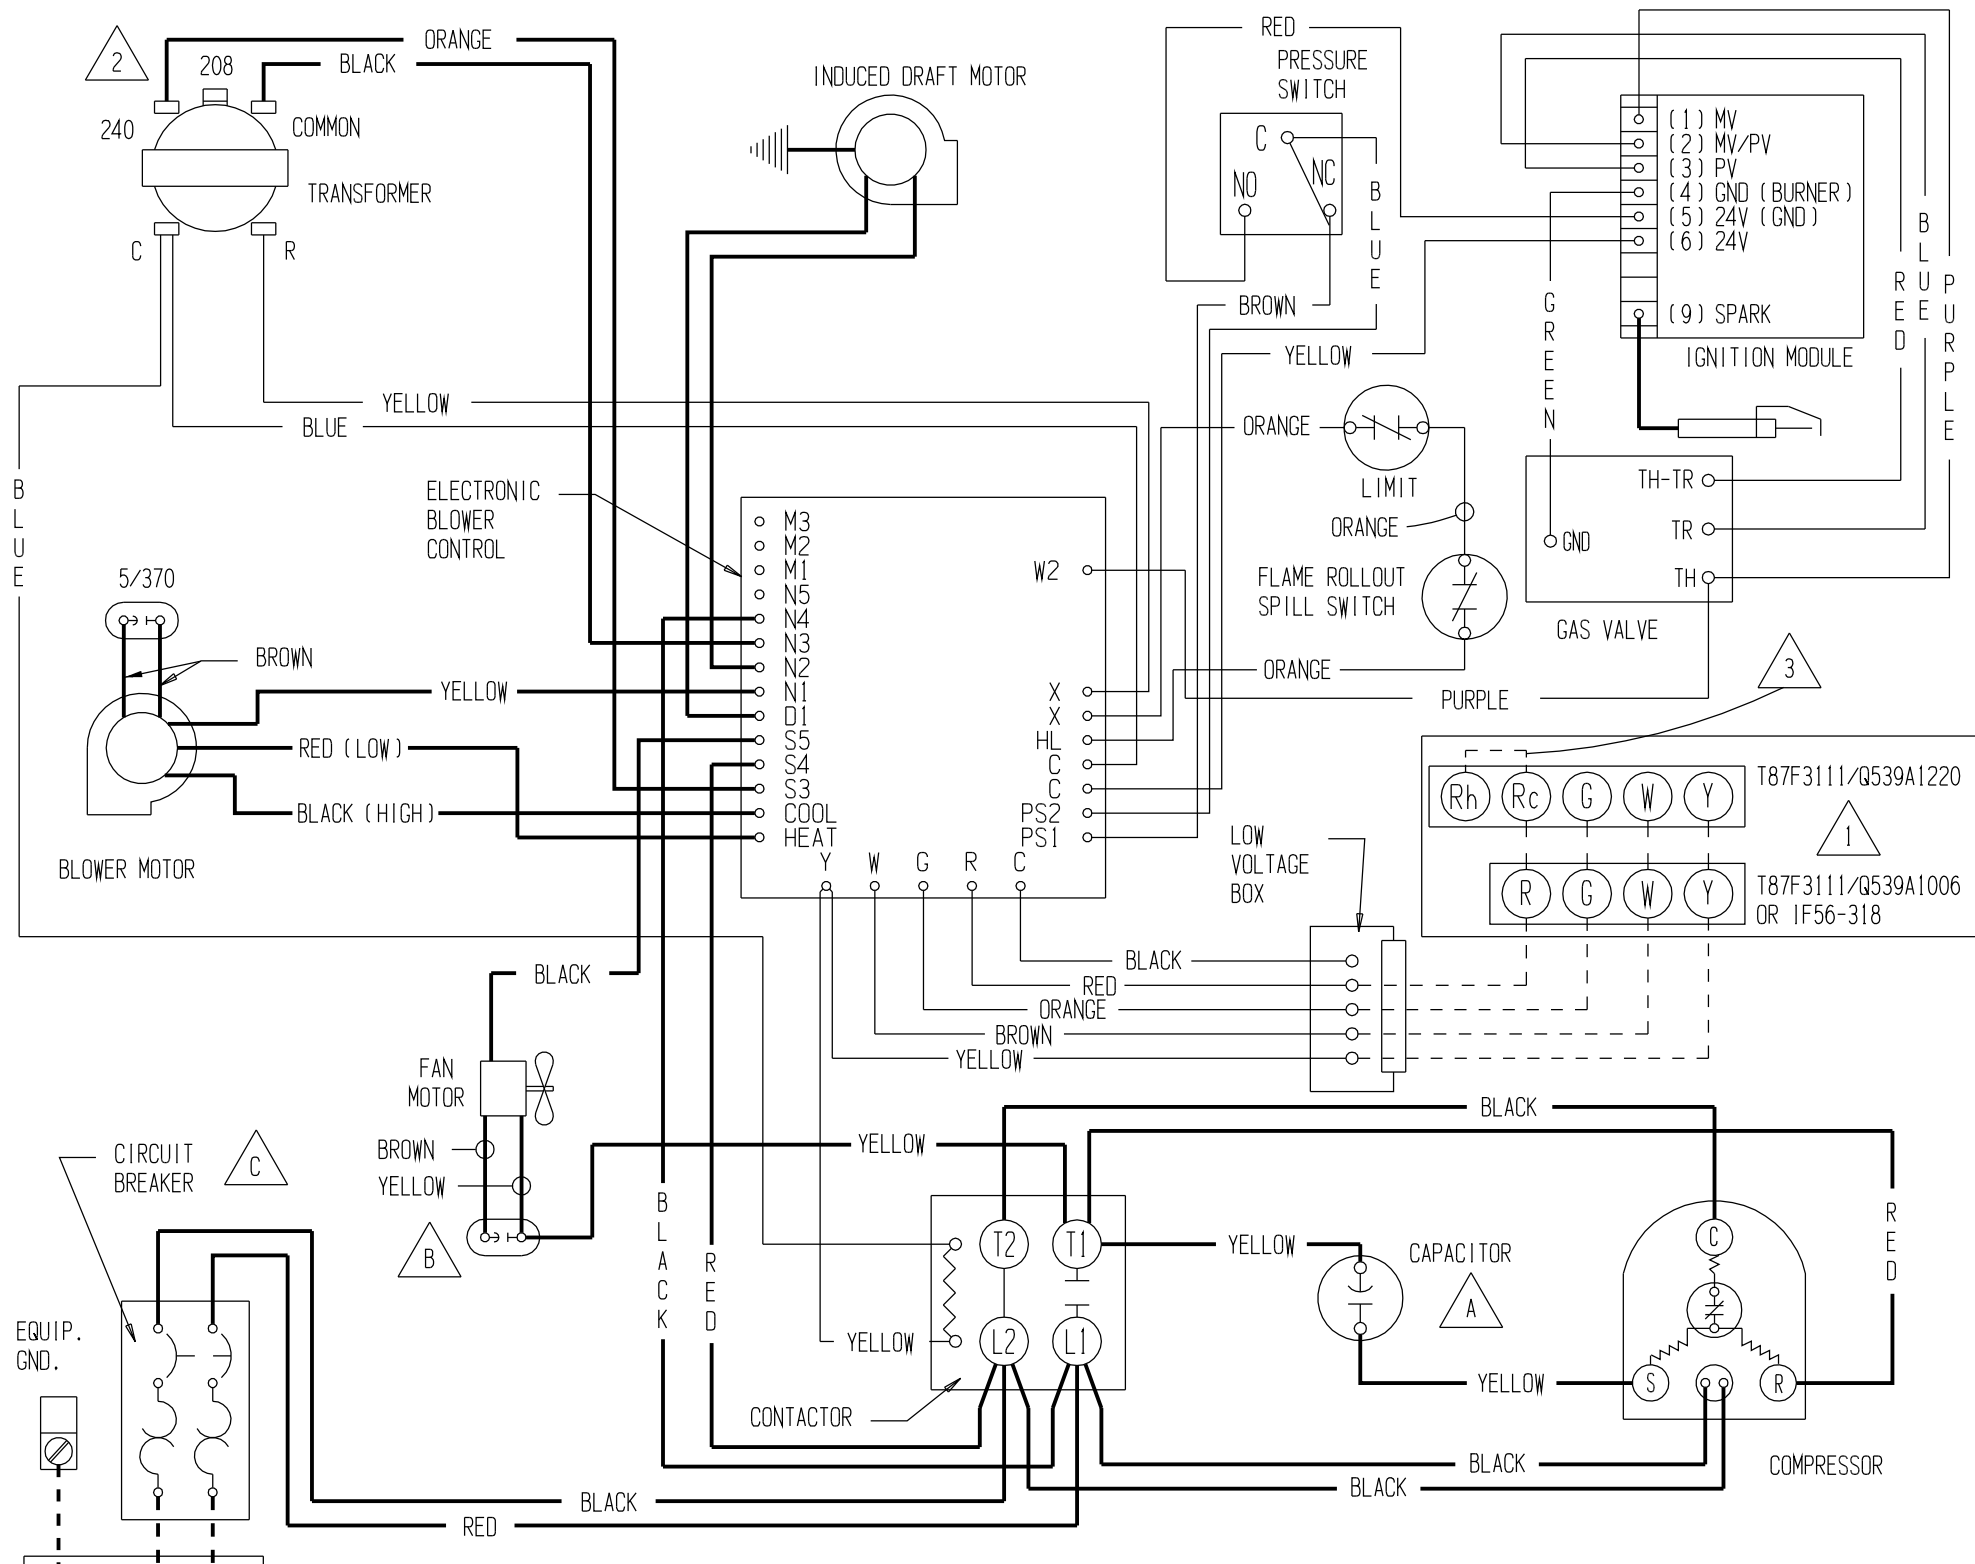 2
ORANGE
208
BLACK
240
COMMON
TRANSFORMER
C
R
INDUCED DRAFT MOTOR
RED
PRESSURE
SWITCH
C
NO
NC
BLUE
BROWN
YELLOW
(1) MV
(2) MV/PV
(3) PV
(4) GND (BURNER)
(5) 24V (GND)
(6) 24V
(9) SPARK
IGNITION MODULE
GREEN
RED
BLUE
PURPLE
YELLOW
BLUE
BLUE
ORANGE
LIMIT
ORANGE
FLAME ROLLOUT
SPILL SWITCH
ORANGE
PURPLE
TH-TR
TR
TH
GND
GAS VALVE
3
ELECTRONIC
BLOWER
CONTROL
M3
M2
M1
N5
N4
N3
N2
N1
D1
S5
S4
S3
COOL
HEAT
W2
X
X
HL
C
C
PS2
PS1
Y
W
G
R
C
5/370
BROWN
YELLOW
RED (LOW)
BLACK (HIGH)
BLOWER MOTOR
Rh
Rc
G
W
Y
T87F3111/Q539A1220
1
R
G
W
Y
T87F3111/Q539A1006
OR IF56-318
LOW
VOLTAGE
BOX
BLACK
RED
ORANGE
BROWN
YELLOW
BLACK
FAN
MOTOR
BROWN
YELLOW
B
CIRCUIT
BREAKER
C
EQUIP.
GND.
YELLOW
BLACK
RED
BLACK
RED
T2
T1
L2
L1
YELLOW
CONTACTOR
YELLOW
CAPACITOR
A
YELLOW
C
S
R
COMPRESSOR
BLACK
BLACK
BLACK
RED